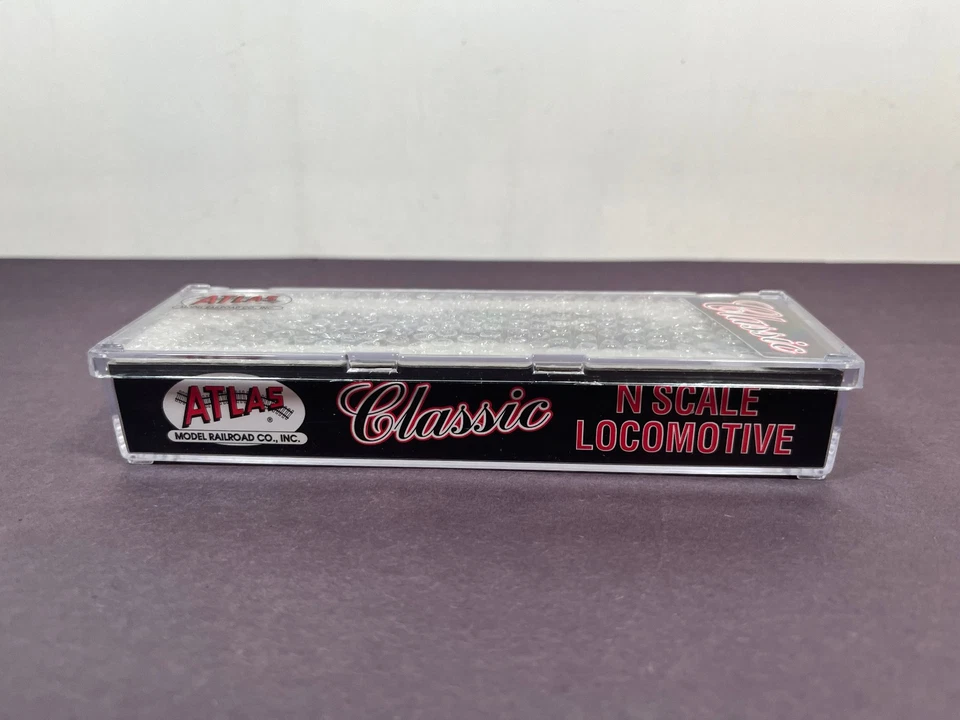 ATLAS
Classic
ATLAS®
MODEL RAILROAD CO., INC.
Classic
N SCALE
LOCOMOTIVE